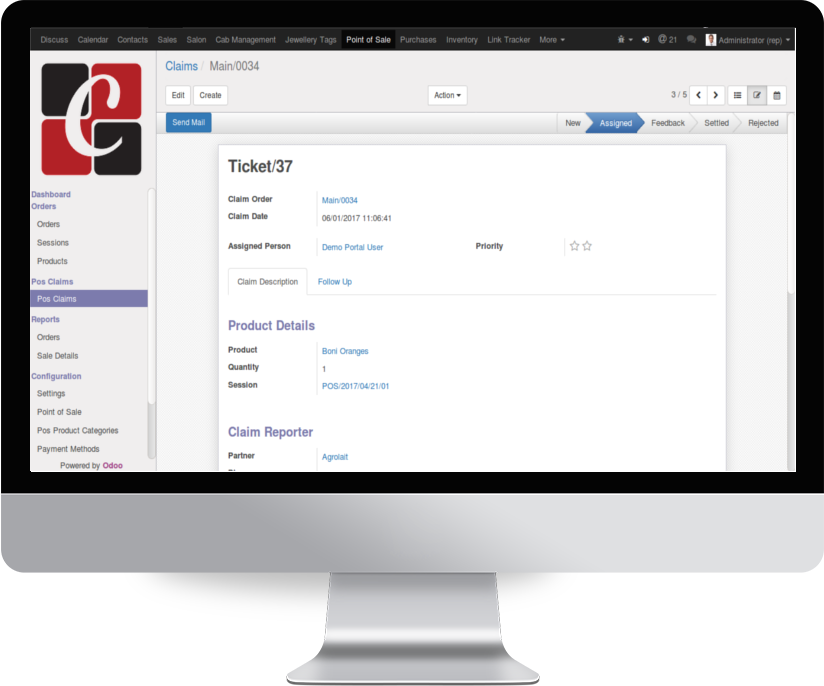 Discuss Calendar Contacts Sales Salon Cab Management Jewellery Tags Point of Sale Purchases Inventory Link Tracker More @ 21 Administrator (rep)
Claims / Main/0034
Edit Create Action 3 / 5
Send Mail New Assigned Feedback Settled Rejected
C
Dashboard
Orders
Orders
Sessions
Products
Pos Claims
Pos Claims
Reports
Orders
Sale Details
Configuration
Settings
Point of Sale
Pos Product Categories
Payment Methods
Powered by Odoo
Ticket/37
Claim Order Main/0034
Claim Date 06/01/2017 11:06:41
Assigned Person Demo Portal User Priority
Claim Description Follow Up
Product Details
Product Boni Oranges
Quantity 1
Session POS/2017/04/21/01
Claim Reporter
Partner Agrolait